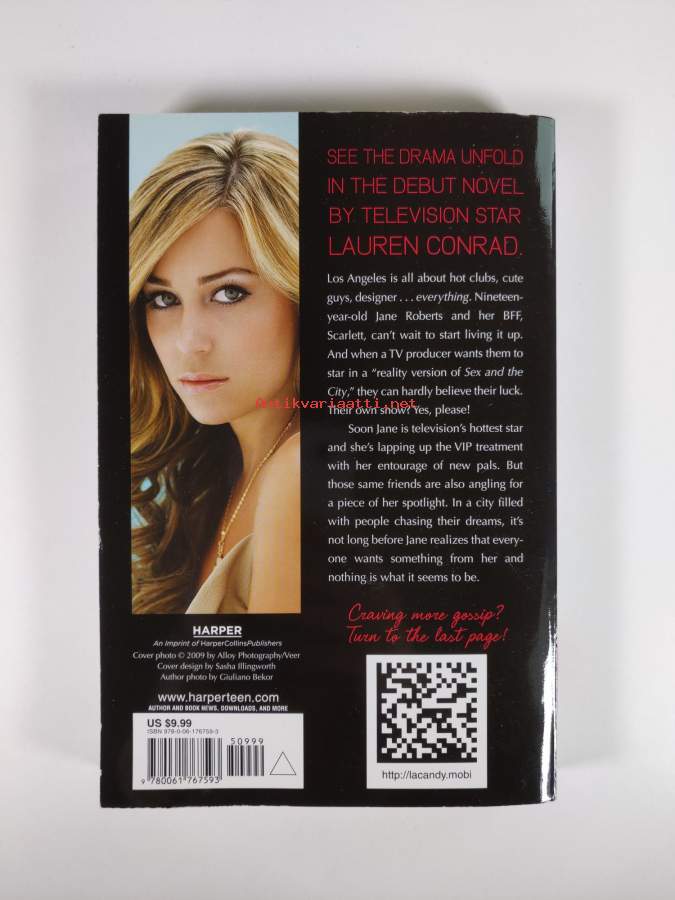 SEE THE DRAMA UNFOLD
IN THE DEBUT NOVEL
BY TELEVISION STAR
LAUREN CONRAD.
Los Angeles is all about hot clubs, cute
guys, designer . . . everything. Nineteen-
year-old Jane Roberts and her BFF,
Scarlett, can't wait to start living it up.
And when a TV producer wants them to
star in a “reality version of Sex and the
City,” they can hardly believe their luck.
Their own show? Yes, please!
Soon Jane is television's hottest star
and she's lapping up the VIP treatment
with her entourage of new pals. But
those same friends are also angling for
a piece of her spotlight. In a city filled
with people chasing their dreams, it's
not long before Jane realizes that every-
one wants something from her and
nothing is what it seems to be.
Craving more gossip?
Turn to the last page!
Antikvariaatti.net
HARPER
An Imprint of HarperCollinsPublishers
Cover photo © 2009 by Alloy Photography/Veer
Cover design by Sasha Illingworth
Author photo by Giuliano Bekor
www.harperteen.com
AUTHOR AND BOOK NEWS, DOWNLOADS, AND MORE
US $9.99
ISBN 978-0-06-176759-3
50999
9 780061 767593
http://lacandy.mobi